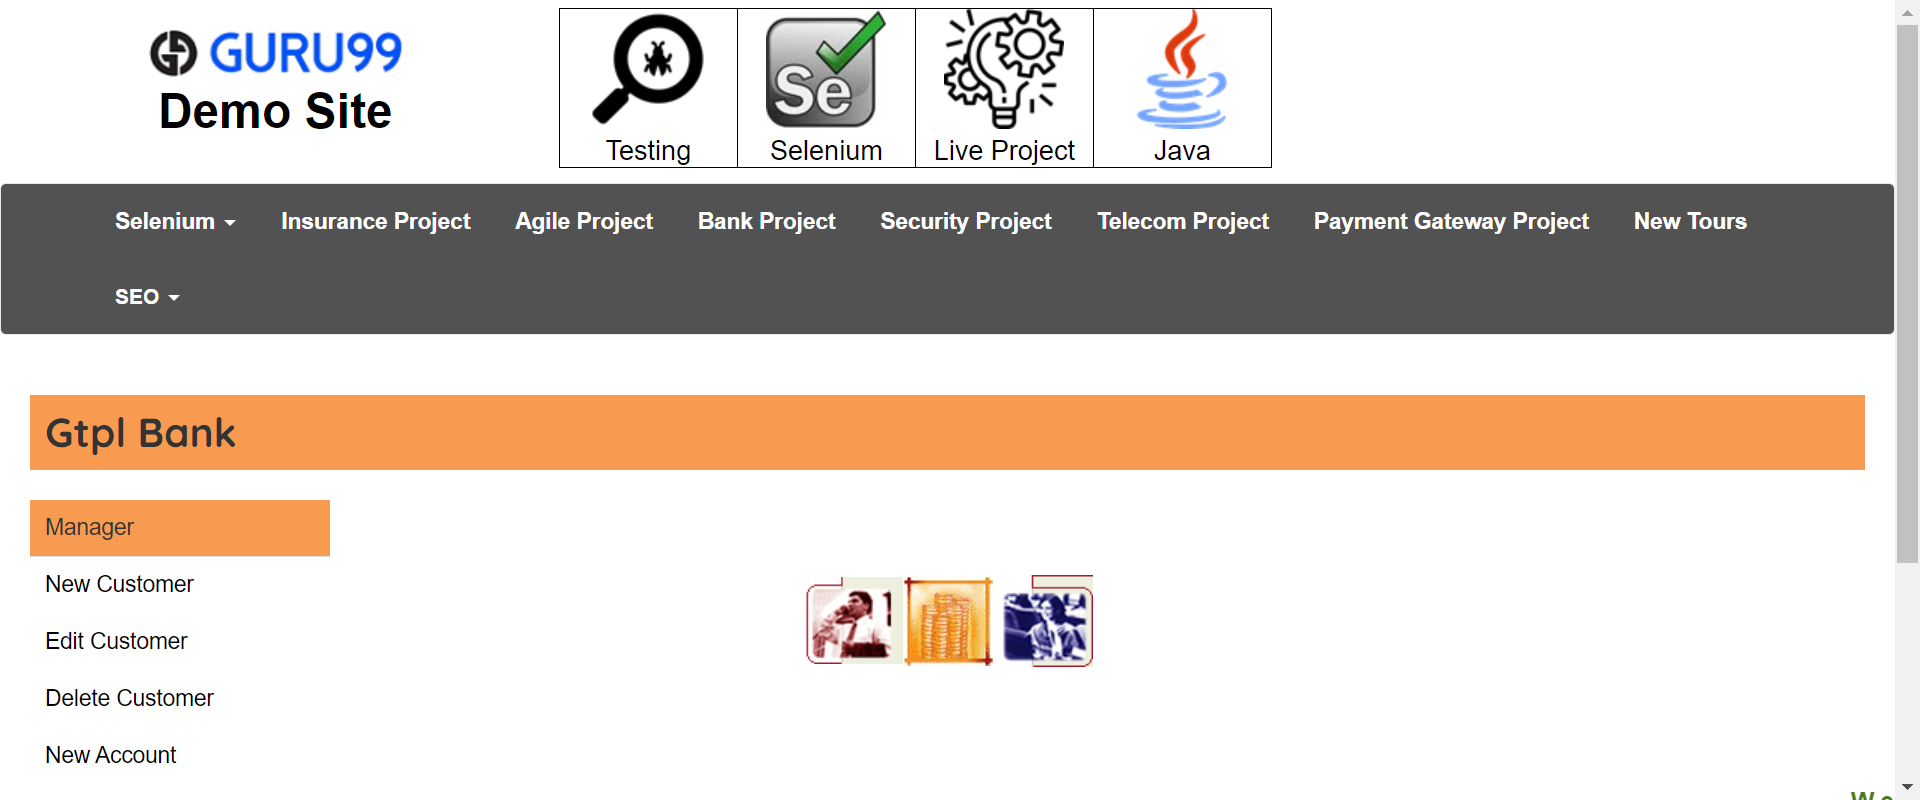 GURU99
Demo Site
Se
Testing
Selenium
Live Project
Java
Selenium
Insurance Project
Agile Project
Bank Project
Security Project
Telecom Project
Payment Gateway Project
New Tours
SEO
Gtpl Bank
Manager
New Customer
Edit Customer
Delete Customer
New Account